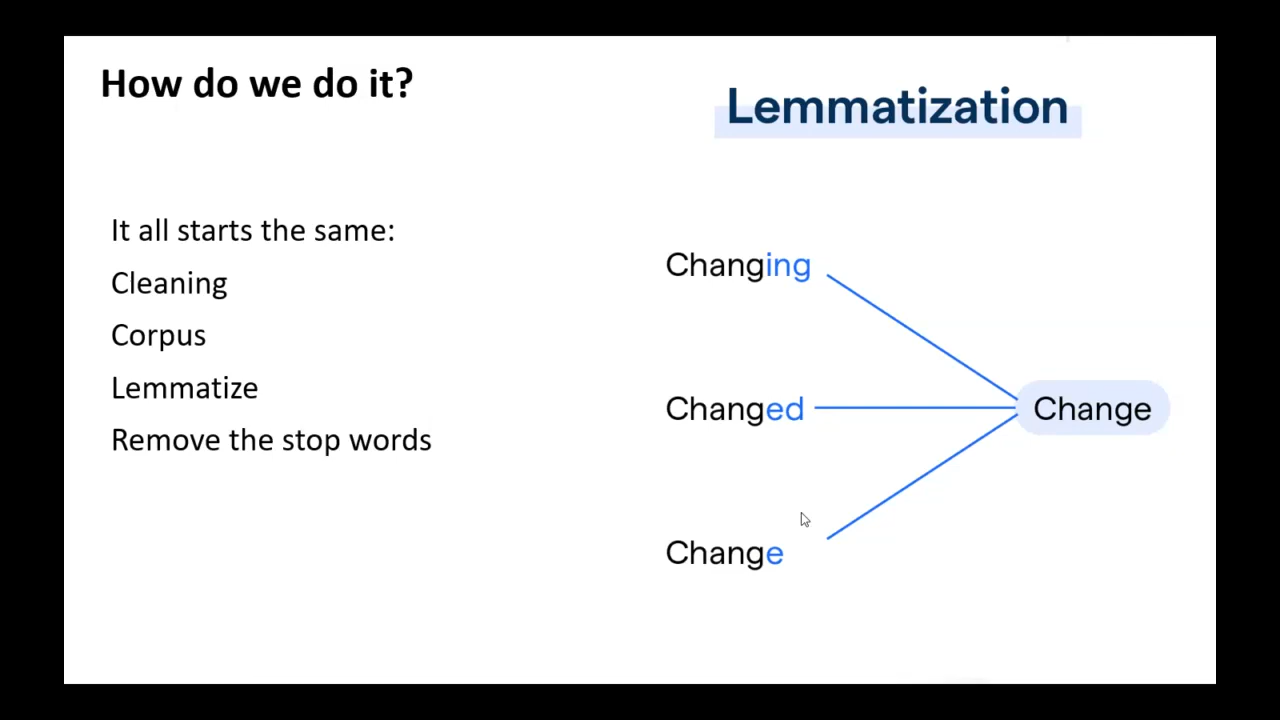 How do we do it?
Lemmatization
It all starts the same:
Cleaning
Corpus
Lemmatize
Remove the stop words
Changing
Changed
Change
Change